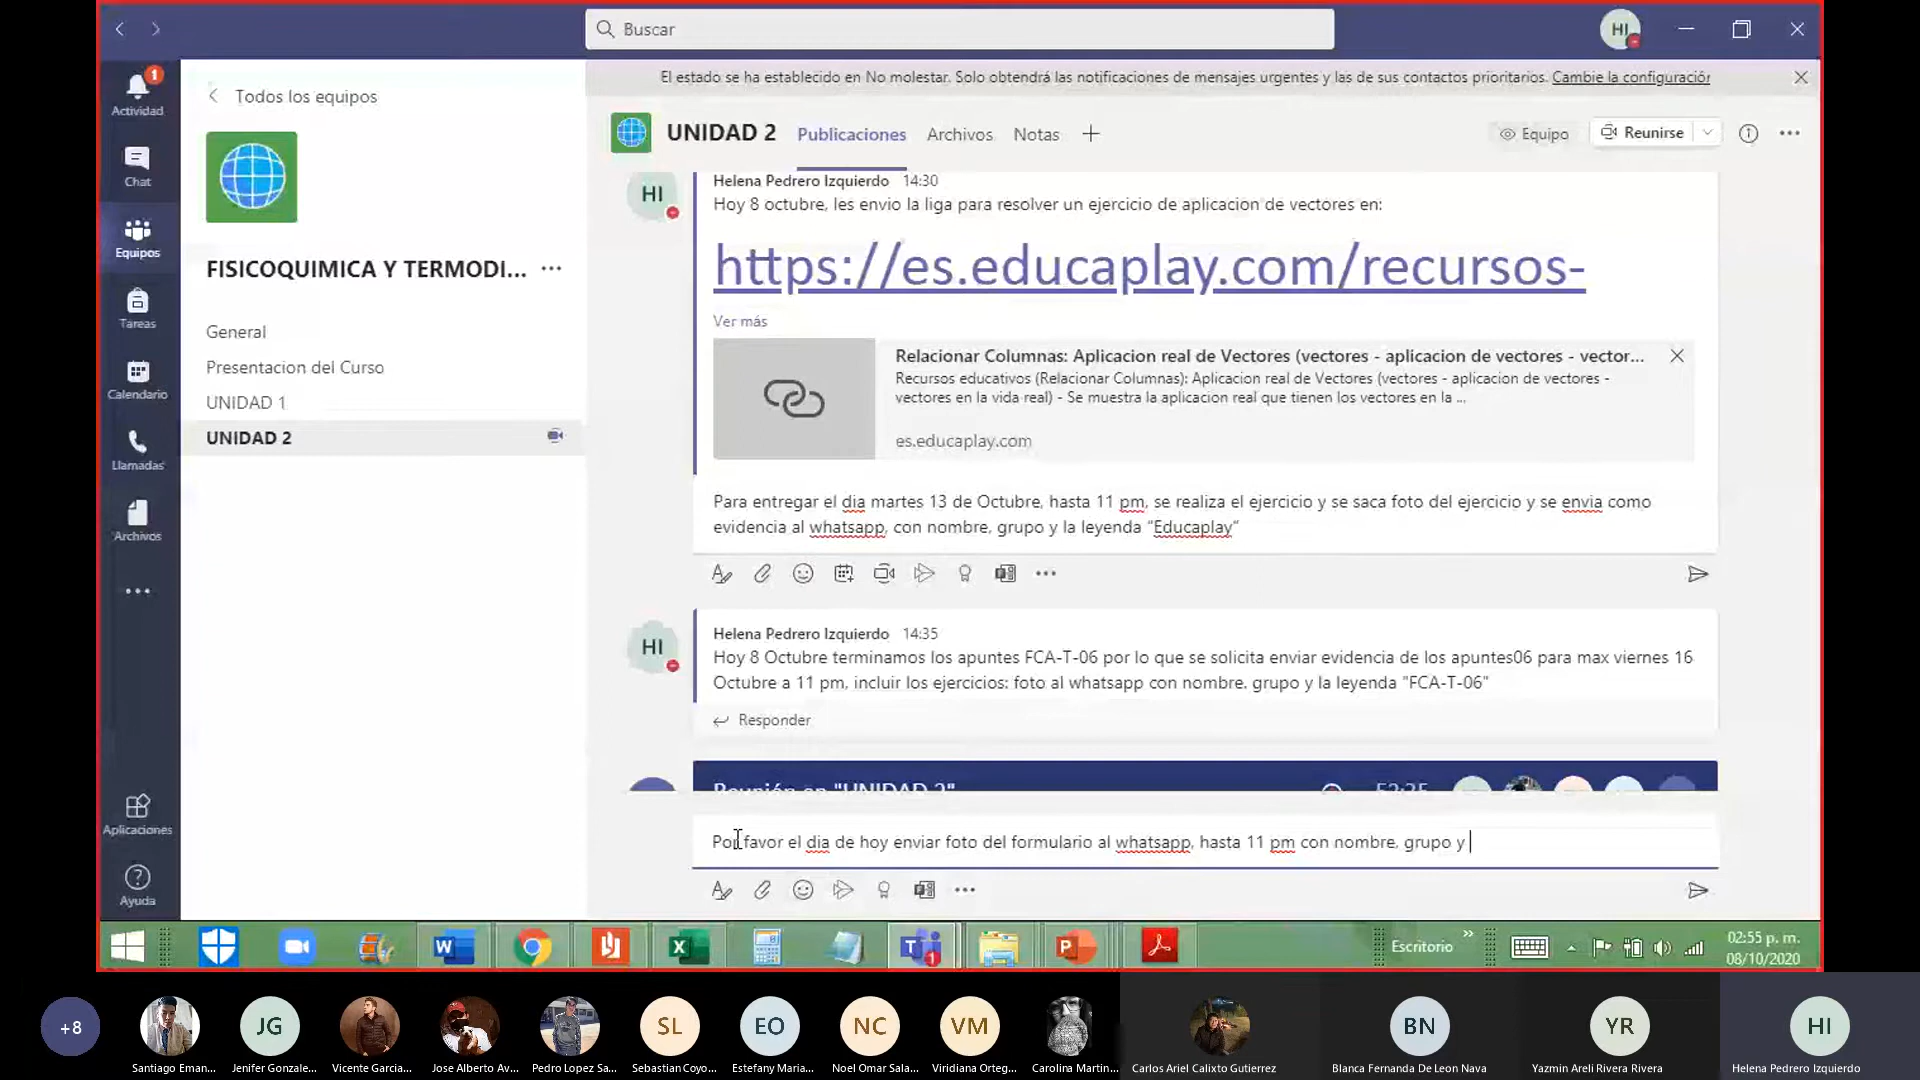 Buscar
HI
El estado se ha establecido en No molestar. Solo obtendrá las notificaciones de mensajes urgentes y las de sus contactos prioritarios. Cambie la configuración
1
Actividad
Chat
Equipos
Tareas
Calendario
Llamadas
Archivos
Aplicaciones
Ayuda
Todos los equipos
FISICOQUIMICA Y TERMODI...
General
Presentacion del Curso
UNIDAD 1
UNIDAD 2
UNIDAD 2 Publicaciones Archivos Notas
Equipo
Reunirse
HI
Helena Pedrero Izquierdo 14:30
Hoy 8 octubre, les envio la liga para resolver un ejercicio de aplicacion de vectores en:
https://es.educaplay.com/recursos-
Ver más
Relacionar Columnas: Aplicacion real de Vectores (vectores - aplicacion de vectores - vector...
Recursos educativos (Relacionar Columnas): Aplicacion real de Vectores (vectores - aplicacion de vectores -
vectores en la vida real) - Se muestra la aplicacion real que tienen los vectores en la ...
es.educaplay.com
Para entregar el dia martes 13 de Octubre, hasta 11 pm, se realiza el ejercicio y se saca foto del ejercicio y se envia como
evidencia al whatsapp, con nombre, grupo y la leyenda "Educaplay"
HI
Helena Pedrero Izquierdo 14:35
Hoy 8 Octubre terminamos los apuntes FCA-T-06 por lo que se solicita enviar evidencia de los apuntes06 para max viernes 16
Octubre a 11 pm, incluir los ejercicios: foto al whatsapp con nombre, grupo y la leyenda "FCA-T-06"
Responder
Reunión en "UNIDAD 2"
52:25
Por favor el dia de hoy enviar foto del formulario al whatsapp, hasta 11 pm con nombre, grupo y
Escritorio
02:55 p. m.
08/10/2020
+8
JG
SL
EO
NC
VM
BN
YR
HI
Santiago Eman...
Jenifer Gonzale...
Vicente Garcia...
Jose Alberto Av...
Pedro Lopez Sa...
Sebastian Coyo...
Estefany Maria...
Noel Omar Sala...
Viridiana Orteg...
Carolina Martin...
Carlos Ariel Calixto Gutierrez
Blanca Fernanda De Leon Nava
Yazmin Areli Rivera Rivera
Helena Pedrero Izquierdo